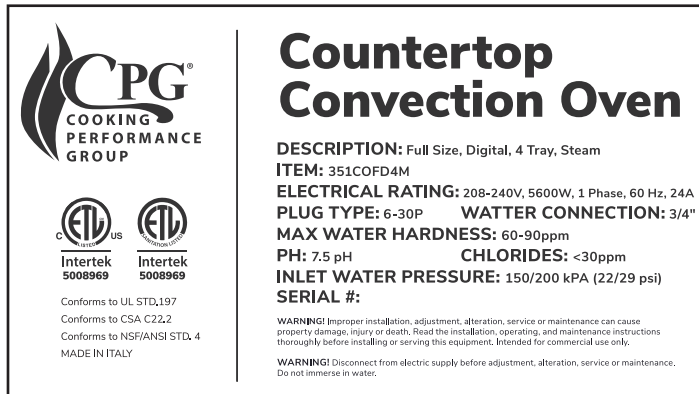 CPG®
COOKING
PERFORMANCE
GROUP
C ETL LISTED US
Intertek
5008969
ETL SANITATION LISTED
Intertek
5008969
Conforms to UL STD.197
Conforms to CSA C22.2
Conforms to NSF/ANSI STD. 4
MADE IN ITALY
Countertop
Convection Oven
DESCRIPTION: Full Size, Digital, 4 Tray, Steam
ITEM: 351COFD4M
ELECTRICAL RATING: 208-240V, 5600W, 1 Phase, 60 Hz, 24A
PLUG TYPE: 6-30P WATTER CONNECTION: 3/4"
MAX WATER HARDNESS: 60-90ppm
PH: 7.5 pH CHLORIDES: <30ppm
INLET WATER PRESSURE: 150/200 kPA (22/29 psi)
SERIAL #:
WARNING! Improper installation, adjustment, alteration, service or maintenance can cause
property damage, injury or death. Read the installation, operating, and maintenance instructions
thoroughly before installing or serving this equipment. Intended for commercial use only.
WARNING! Disconnect from electric supply before adjustment, alteration, service or maintenance.
Do not immerse in water.